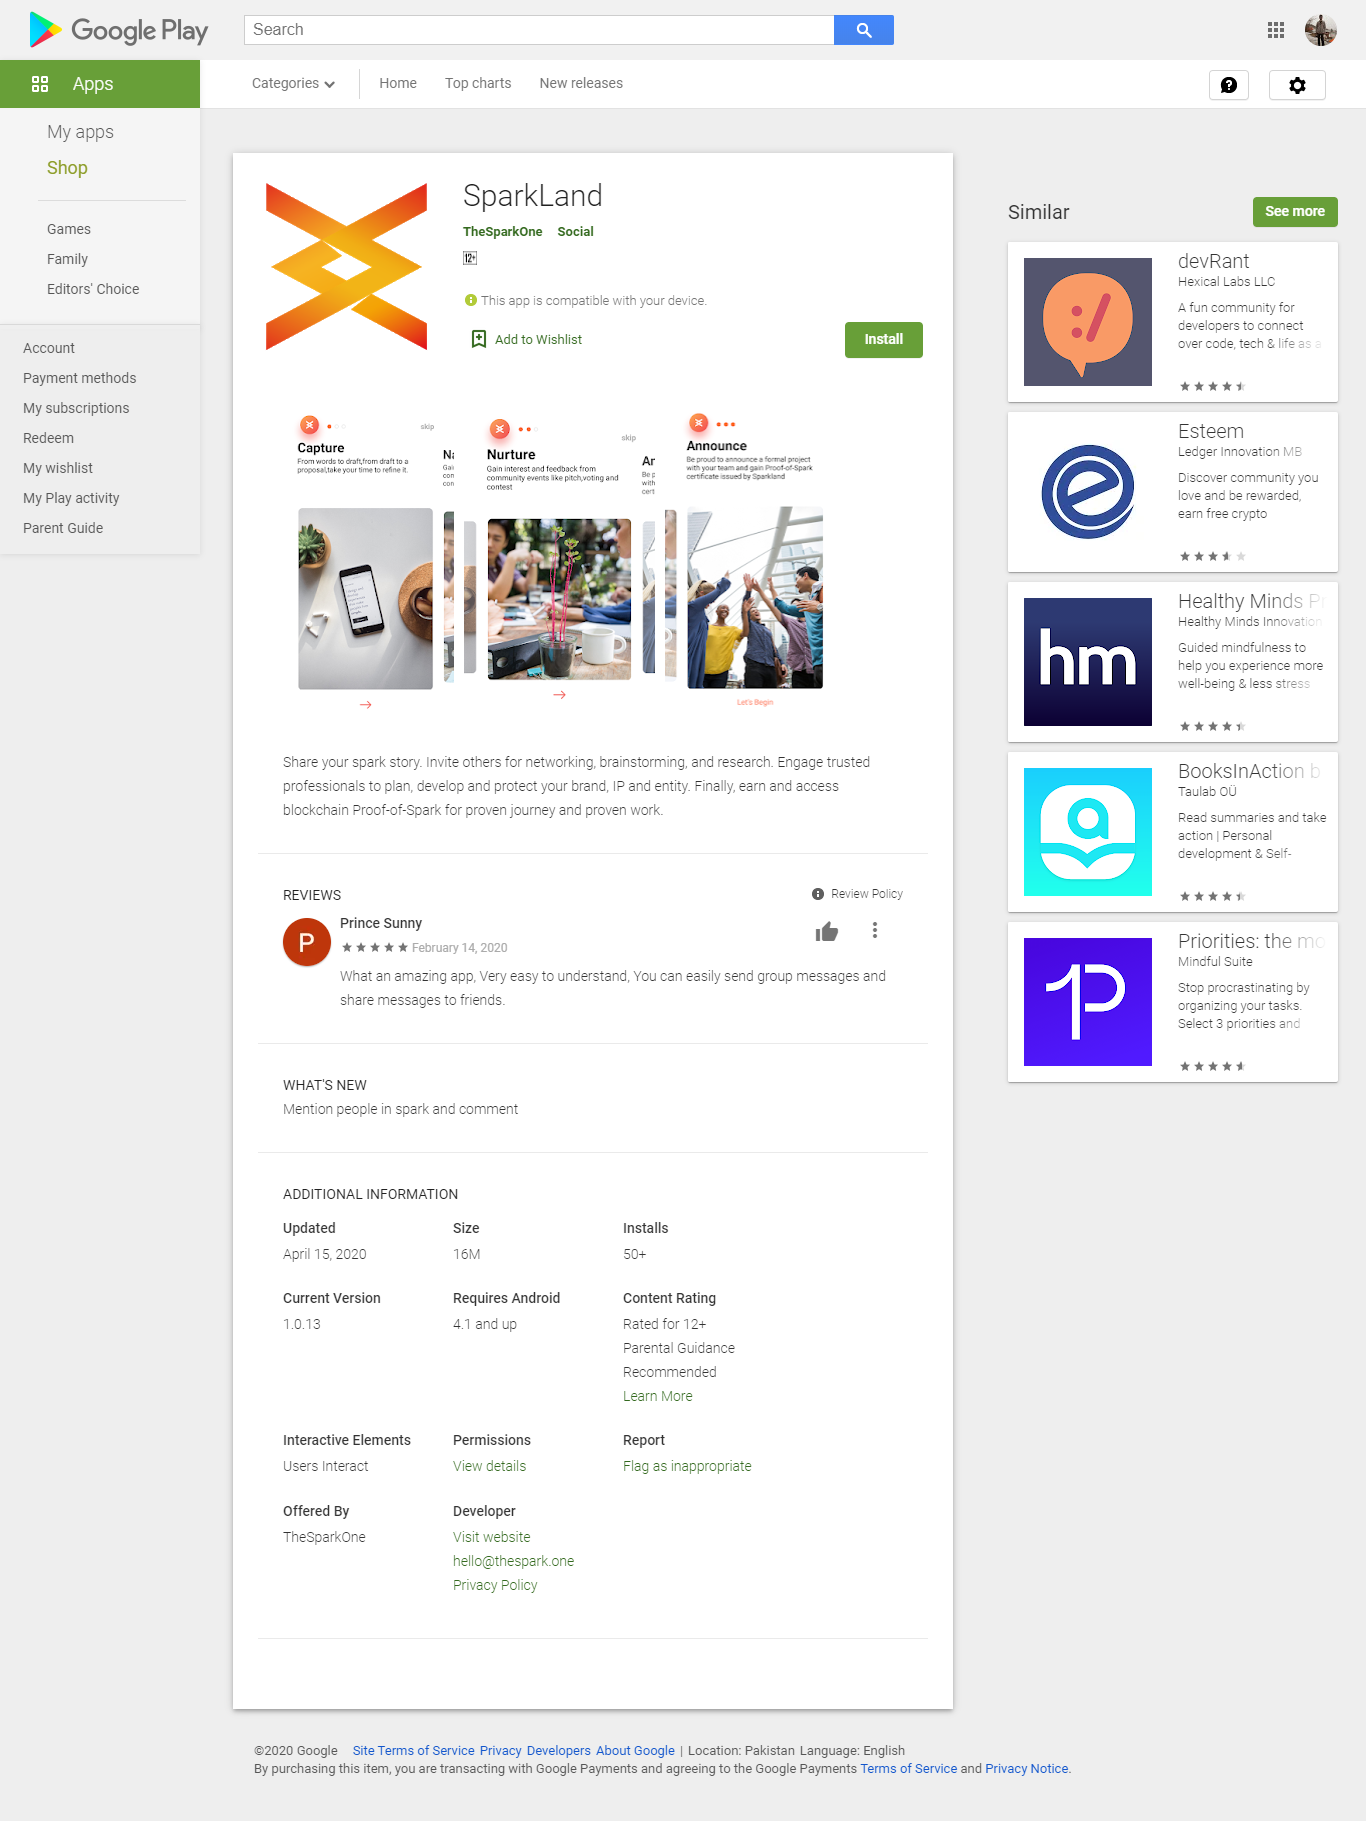 Google Play
Search
Apps
Categories
Home
Top charts
New releases
My apps
Shop
Games
Family
Editors' Choice
Account
Payment methods
My subscriptions
Redeem
My wishlist
My Play activity
Parent Guide
SparkLand
TheSparkOne Social
12+
This app is compatible with your device.
Add to Wishlist
Install
skip
Capture
From words to draft,from draft to a
proposal,take your time to refine it.
skip
Nurture
Gain interest and feedback from
community events like pitch,voting and
contest
Announce
Be proud to announce a formal project
with your team and gain Proof-of-Spark
certificate issued by Sparkland
Let's Begin
Share your spark story. Invite others for networking, brainstorming, and research. Engage trusted
professionals to plan, develop and protect your brand, IP and entity. Finally, earn and access
blockchain Proof-of-Spark for proven journey and proven work.
REVIEWS
Review Policy
P
Prince Sunny
February 14, 2020
What an amazing app, Very easy to understand, You can easily send group messages and
share messages to friends.
WHAT'S NEW
Mention people in spark and comment
ADDITIONAL INFORMATION
Updated
April 15, 2020
Size
16M
Installs
50+
Current Version
1.0.13
Requires Android
4.1 and up
Content Rating
Rated for 12+
Parental Guidance
Recommended
Learn More
Interactive Elements
Users Interact
Permissions
View details
Report
Flag as inappropriate
Offered By
TheSparkOne
Developer
Visit website
hello@thespark.one
Privacy Policy
Similar
See more
:/
devRant
Hexical Labs LLC
A fun community for
developers to connect
over code, tech & life as a
e
Esteem
Ledger Innovation MB
Discover community you
love and be rewarded,
earn free crypto
hm
Healthy Minds Pr
Healthy Minds Innovation
Guided mindfulness to
help you experience more
well-being & less stress
a
BooksInAction b
Taulab OÜ
Read summaries and take
action | Personal
development & Self-
1P
Priorities: the mo
Mindful Suite
Stop procrastinating by
organizing your tasks.
Select 3 priorities and
©2020 Google Site Terms of Service Privacy Developers About Google | Location: Pakistan Language: English
By purchasing this item, you are transacting with Google Payments and agreeing to the Google Payments Terms of Service and Privacy Notice.